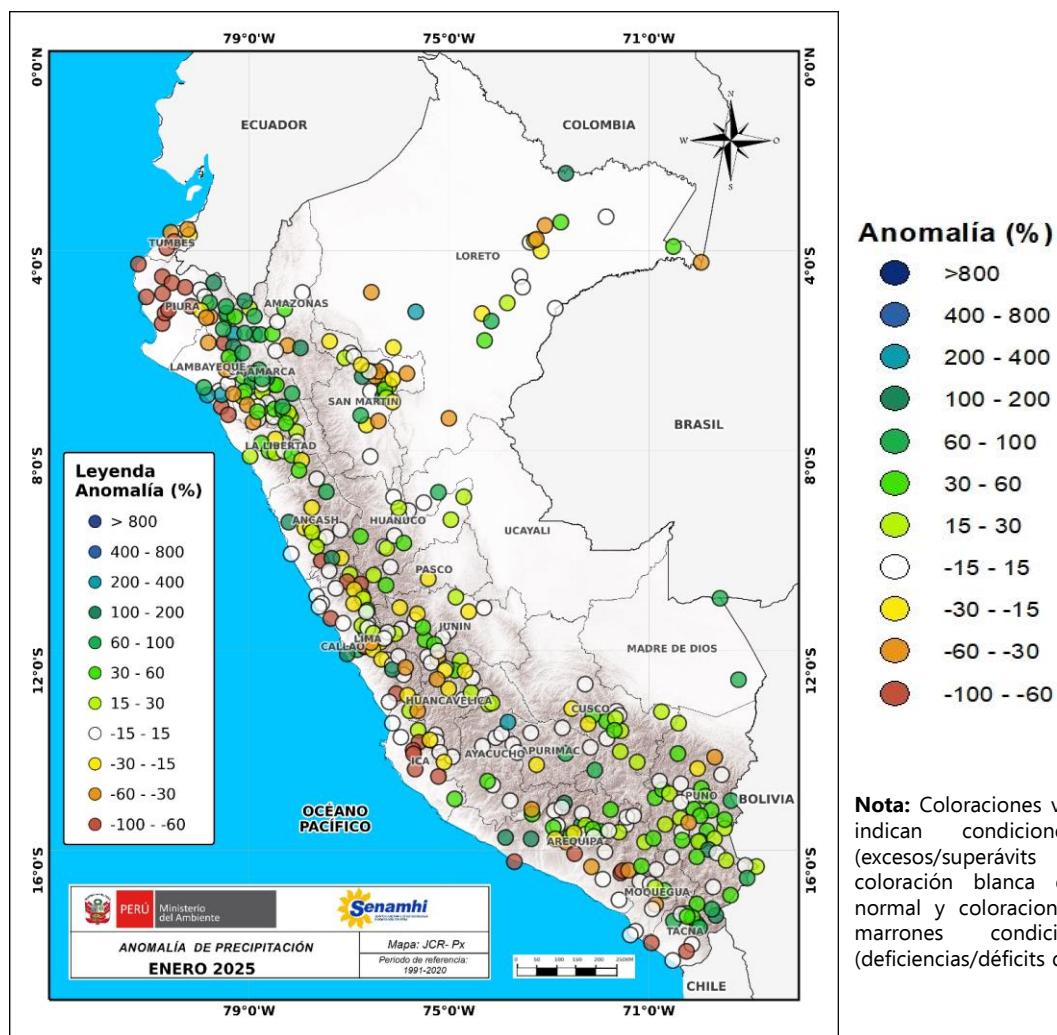 79°0'W 75°0'W 71°0'W
0°0'N 0°0'N
ECUADOR COLOMBIA
N
W O
S
TUMBES
4°S LORETO 4°S
PIURA AMAZONAS
LAMBAYEQUE CAJAMARCA
SAN MARTIN
BRASIL
LA LIBERTAD
8°S 8°S
ANCASH HUANUCO
UCAYALI
PASCO
JUNIN
LIMA
CALLAO
MADRE DE DIOS
12°S 12°S
HUANCAVELICA
CUSCO
AYACUCHO APURIMAC
ICA
PUNO
BOLIVIA
OCÉANO
PACÍFICO
AREQUIPA
16°S 16°S
MOQUEGUA
TACNA
CHILE
Leyenda
Anomalía (%)
> 800
400 - 800
200 - 400
100 - 200
60 - 100
30 - 60
15 - 30
-15 - 15
-30 - -15
-60 - -30
-100 - -60
PERÚ Ministerio
del Ambiente
Senamhi
ANOMALÍA DE PRECIPITACIÓN
ENERO 2025
Mapa: JCR- Px
Periodo de referencia:
1991-2020
0 50 100 150 200 250KM
79°0'W 75°0'W 71°0'W
Anomalía (%)
>800
400 - 800
200 - 400
100 - 200
60 - 100
30 - 60
15 - 30
-15 - 15
-30 - -15
-60 - -30
-100 - -60
Nota: Coloraciones v
indican condicione
(excesos/superávits
coloración blanca
normal y coloracion
marrones condici
(deficiencias/déficits